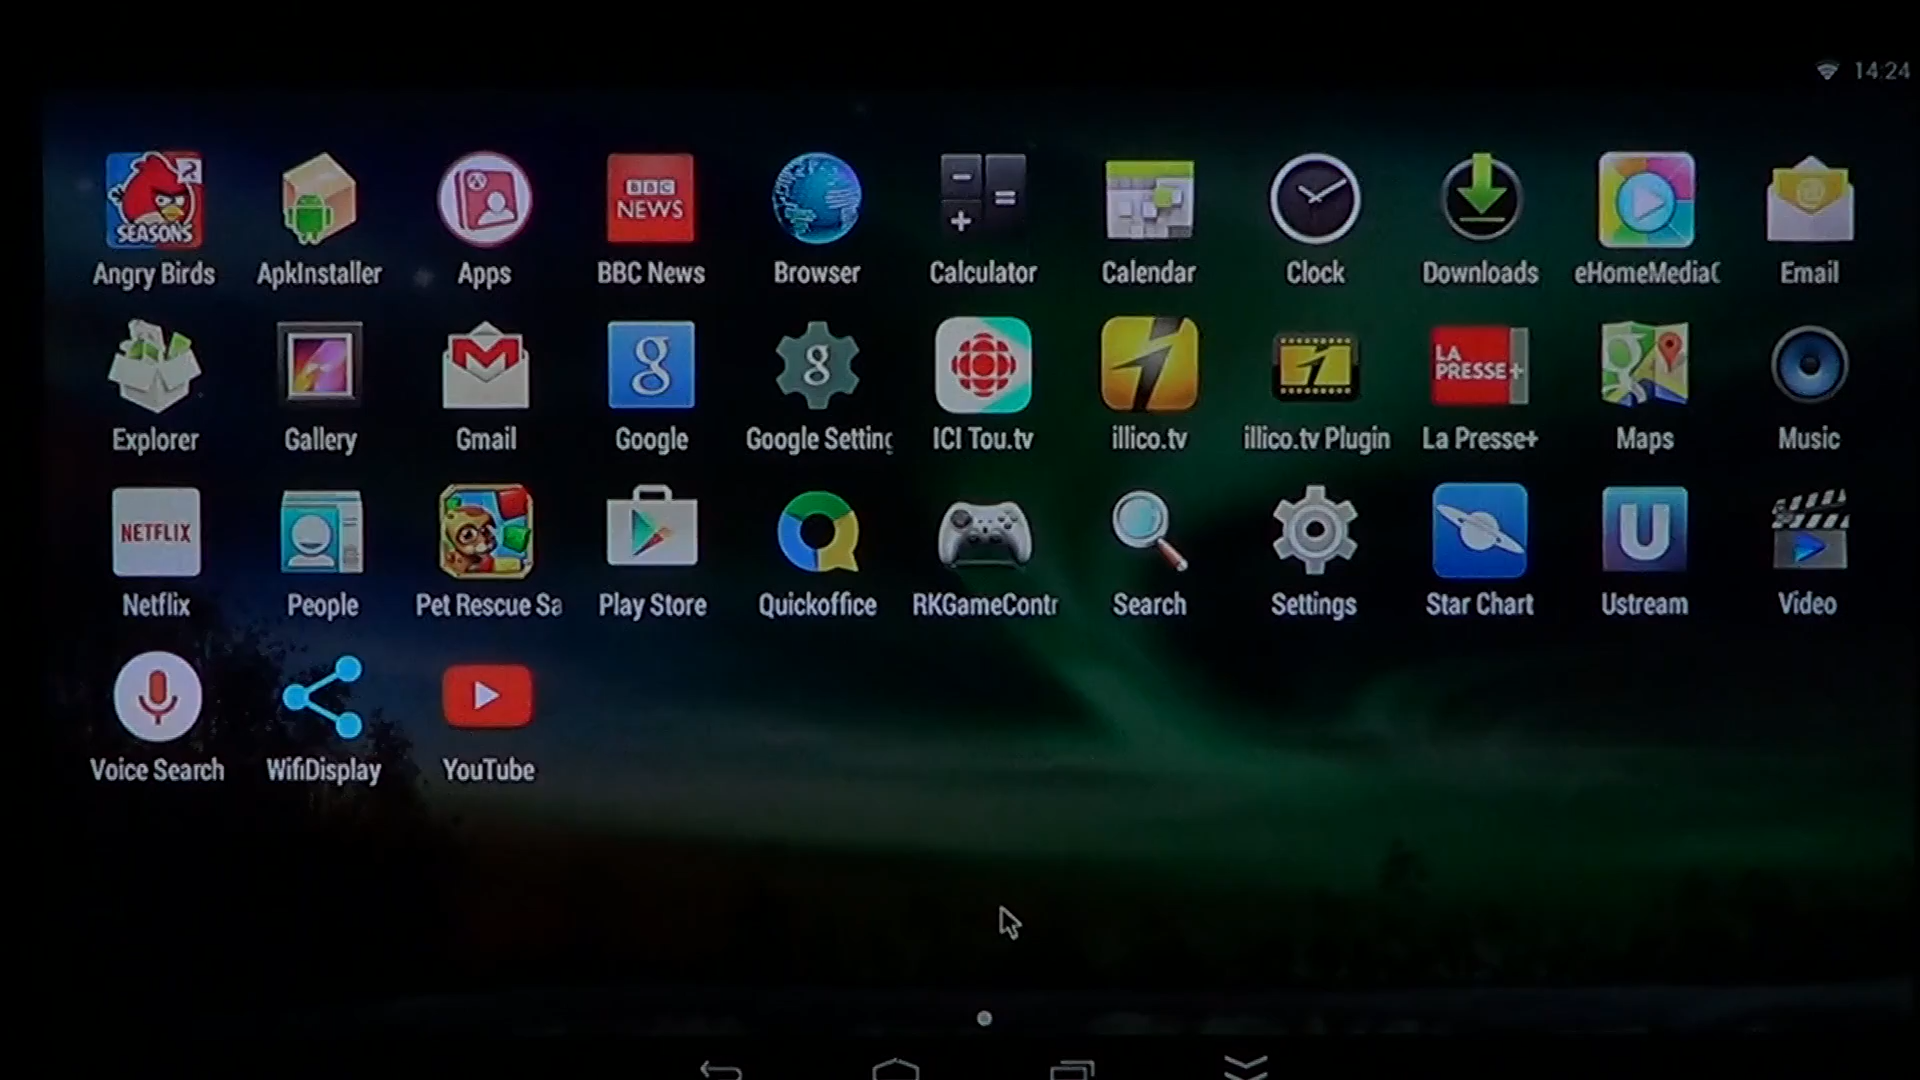 14:24
SEASONS
BBC
NEWS
Angry Birds ApkInstaller Apps BBC News Browser Calculator Calendar Clock Downloads eHomeMediaC Email
g g LA PRESSE+
Explorer Gallery Gmail Google Google Setting ICI Tou.tv illico.tv illico.tv Plugin La Presse+ Maps Music
NETFLIX U
Netflix People Pet Rescue Sa Play Store Quickoffice RKGameContr Search Settings Star Chart Ustream Video
Voice Search WifiDisplay YouTube